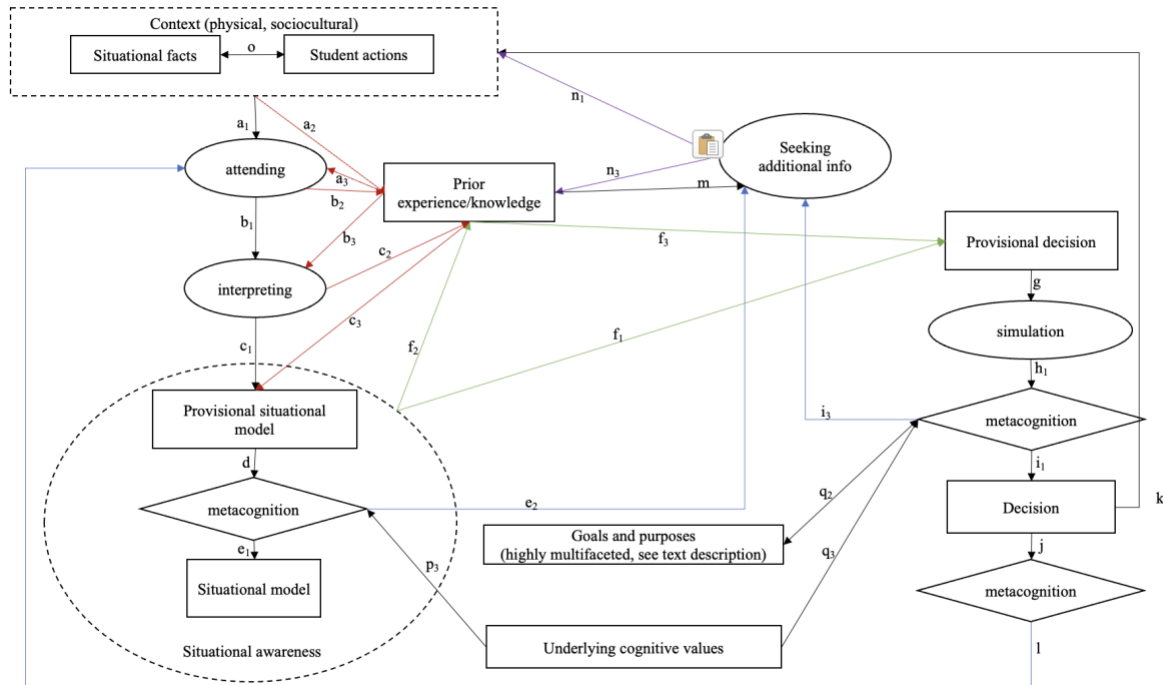 Context (physical, sociocultural)
Situational facts
o
Student actions
a₁
a₂
n₁
attending
a₃
b₂
Prior
experience/knowledge
n₃
m
Seeking
additional info
b₁
b₃
c₂
f₃
Provisional decision
interpreting
g
c₃
simulation
c₁
f₂
f₁
h₁
Provisional situational
model
i₃
metacognition
d
i₁
q₂
metacognition
e₂
Decision
k
e₁
Goals and purposes
(highly multifaceted, see text description)
q₃
j
p₃
Situational model
metacognition
Situational awareness
Underlying cognitive values
l